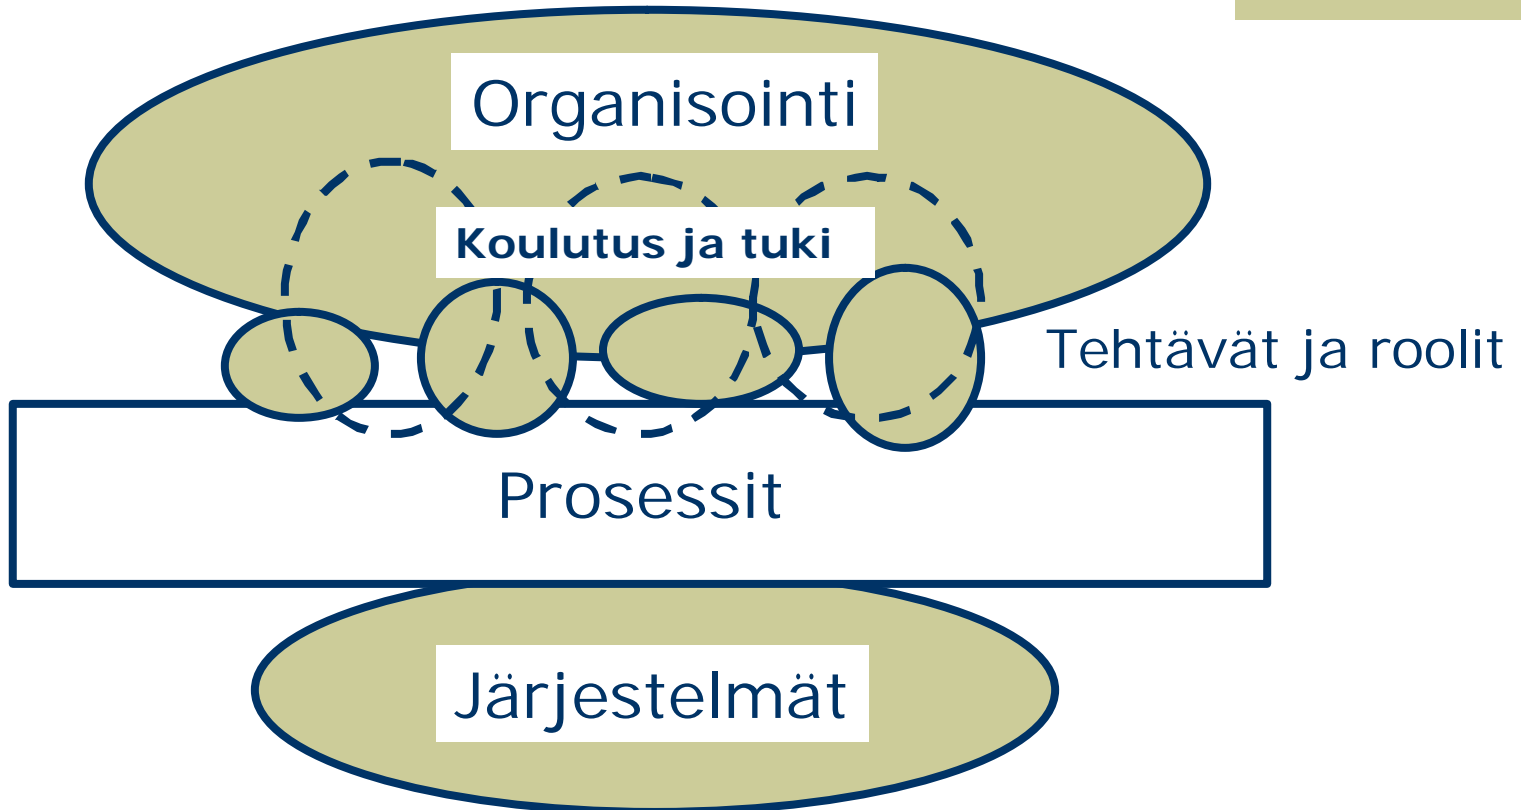 Organisointi
Koulutus ja tuki
Tehtävät ja roolit
Prosessit
Järjestelmät